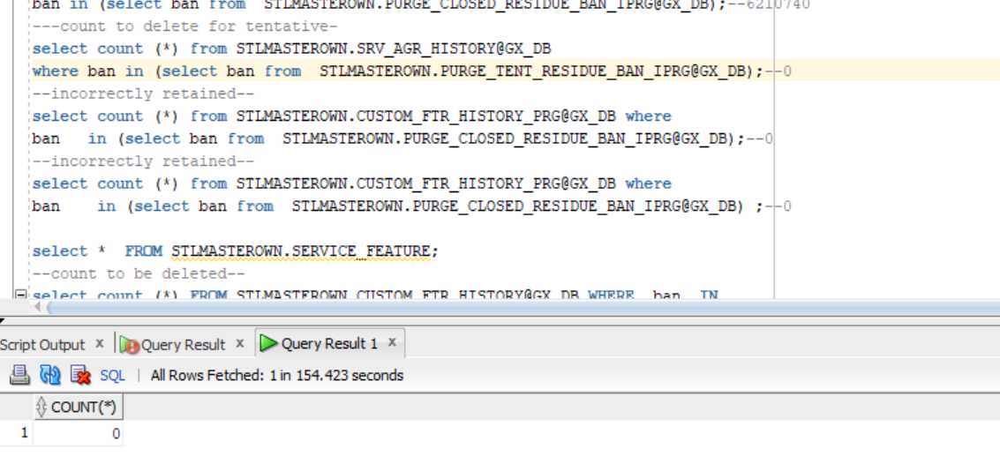 ban in (select ban from  STLMASTEROWN.PURGE_CLOSED_RESIDUE_BAN_IPRG@GX_DB);--6210740
---count to delete for tentative-
select count (*) from STLMASTEROWN.SRV_AGR_HISTORY@GX_DB
where ban in (select ban from  STLMASTEROWN.PURGE_TENT_RESIDUE_BAN_IPRG@GX_DB);--0
--incorrectly retained--
select count (*) from STLMASTEROWN.CUSTOM_FTR_HISTORY_PRG@GX_DB where
ban   in (select ban from  STLMASTEROWN.PURGE_CLOSED_RESIDUE_BAN_IPRG@GX_DB);--0
--incorrectly retained--
select count (*) from STLMASTEROWN.CUSTOM_FTR_HISTORY_PRG@GX_DB where
ban    in (select ban from  STLMASTEROWN.PURGE_CLOSED_RESIDUE_BAN_IPRG@GX_DB) ;--0
select *  FROM STLMASTEROWN.SERVICE_FEATURE;
--count to be deleted--
select count (*) FROM STLMASTEROWN.CUSTOM_FTR_HISTORY@GX_DB WHERE  ban  IN
Script Output x Query Result x Query Result 1 x
SQL | All Rows Fetched: 1 in 154.423 seconds
COUNT(*)
1 0